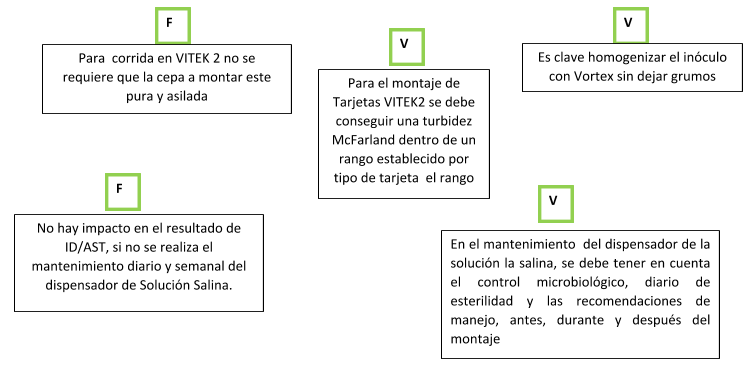 F
Para corrida en VITEK 2 no se
requiere que la cepa a montar este
pura y asilada
V
Para el montaje de
Tarjetas VITEK2 se debe
conseguir una turbidez
McFarland dentro de un
rango establecido por
tipo de tarjeta el rango
V
Es clave homogenizar el inóculo
con Vortex sin dejar grumos
F
No hay impacto en el resultado de
ID/AST, si no se realiza el
mantenimiento diario y semanal del
dispensador de Solución Salina.
V
En el mantenimiento del dispensador de la
solución la salina, se debe tener en cuenta
el control microbiológico, diario de
esterilidad y las recomendaciones de
manejo, antes, durante y después del
montaje